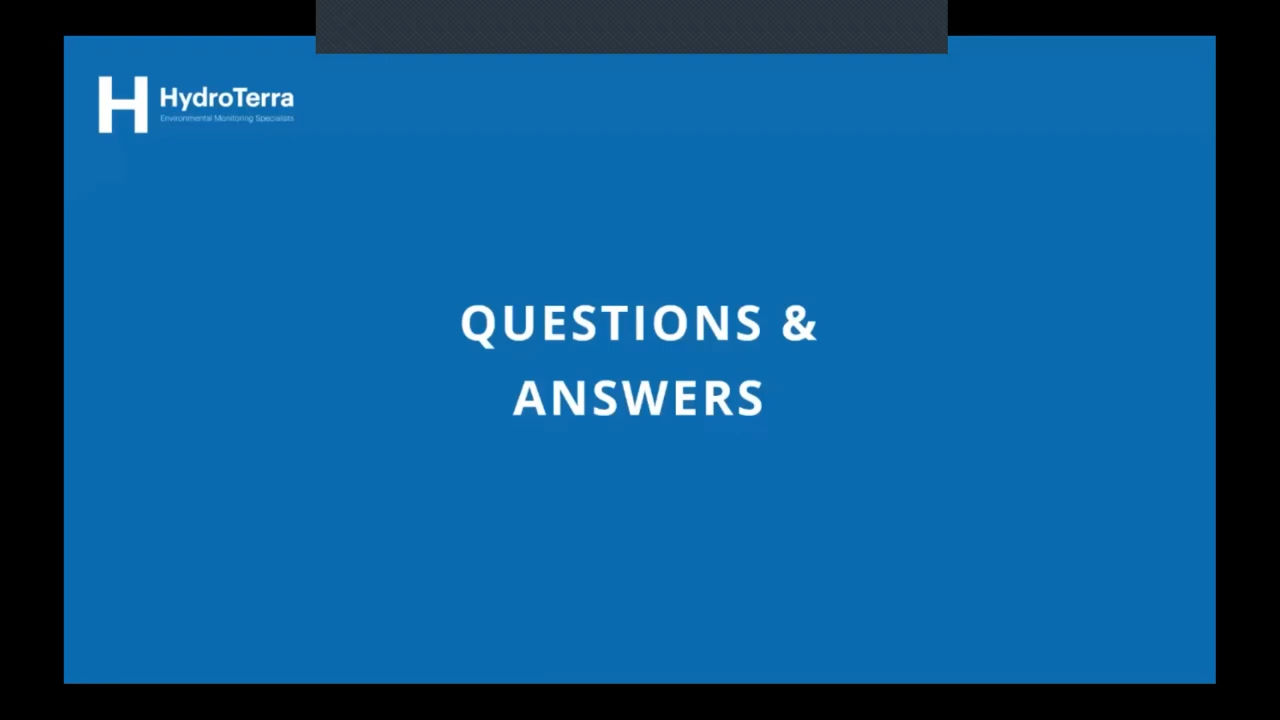 H HydroTerra
Environmental Monitoring Specialists
QUESTIONS &
ANSWERS